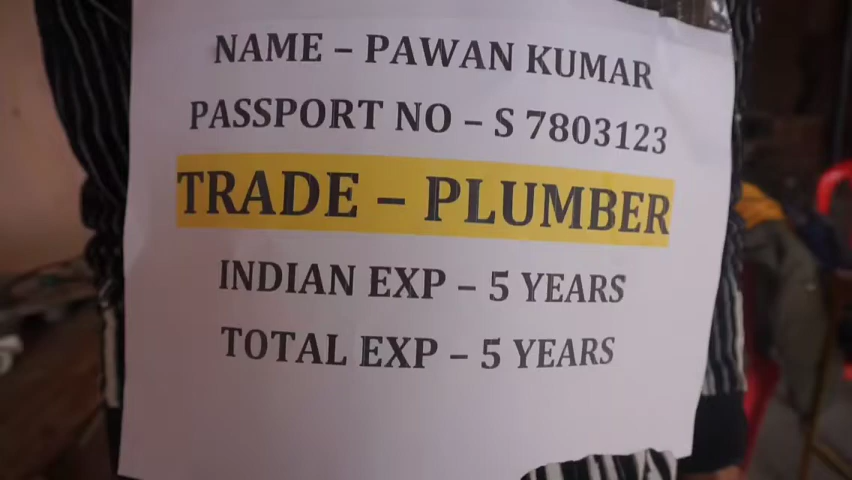 NAME – PAWAN KUMAR
PASSPORT NO – S 7803123
TRADE – PLUMBER
INDIAN EXP – 5 YEARS
TOTAL EXP – 5 YEARS